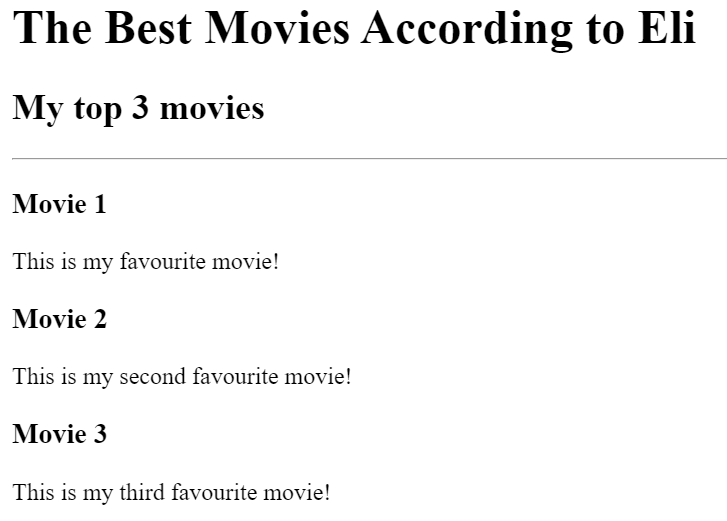 The Best Movies According to Eli
My top 3 movies
Movie 1
This is my favourite movie!
Movie 2
This is my second favourite movie!
Movie 3
This is my third favourite movie!